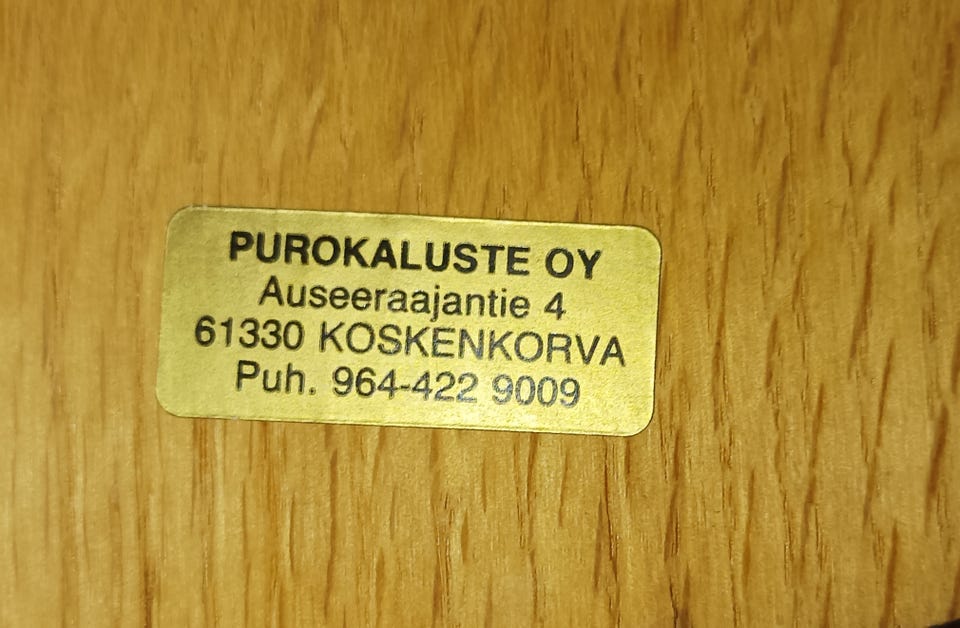 PUROKALUSTE OY
Auseeraajantie 4
61330 KOSKENKORVA
Puh. 964-422 9009